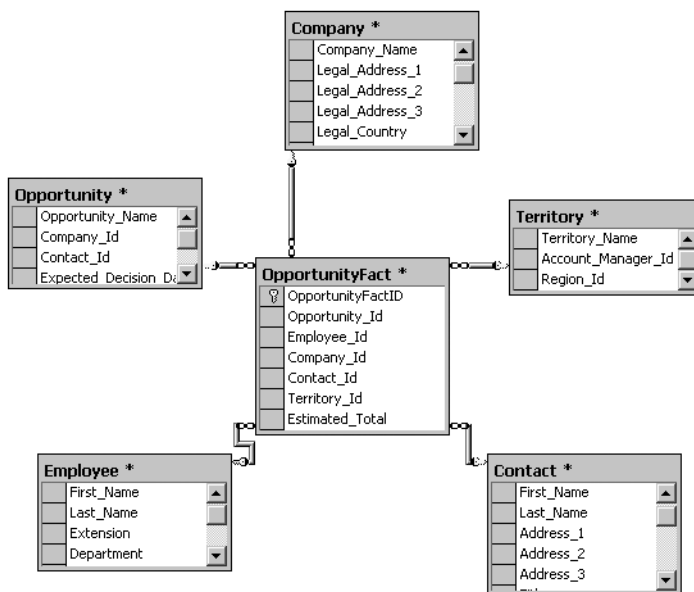 Company *
Company_Name
Legal_Address_1
Legal_Address_2
Legal_Address_3
Legal_Country
Opportunity *
Opportunity_Name
Company_Id
Contact_Id
Expected_Decision_Da
Territory *
Territory_Name
Account_Manager_Id
Region_Id
OpportunityFact *
OpportunityFactID
Opportunity_Id
Employee_Id
Company_Id
Contact_Id
Territory_Id
Estimated_Total
Employee *
First_Name
Last_Name
Extension
Department
Contact *
First_Name
Last_Name
Address_1
Address_2
Address_3